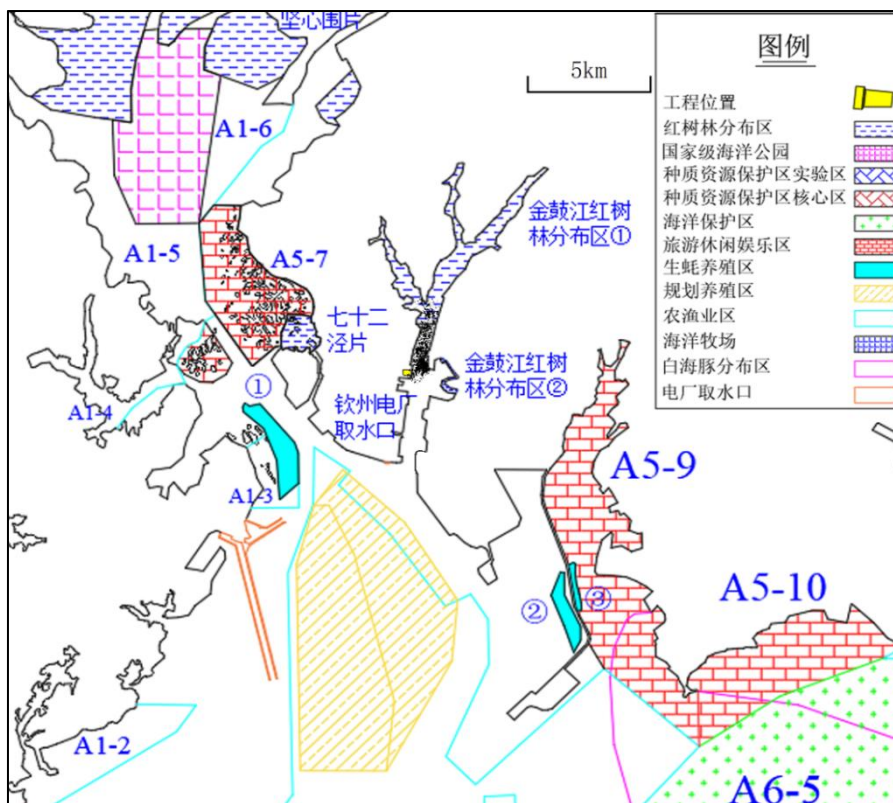 坚心围片
A1-6
5km
金鼓江红树
林分布区①
A1-5
A5-7
七十二
泾片
①
金鼓江红树
林分布区②
钦州电厂
取水口
A1-4
A1-3
A5-9
②
③
A5-10
A1-2
A6-5
图例
工程位置
红树林分布区
国家级海洋公园
种质资源保护区实验区
种质资源保护区核心区
海洋保护区
旅游休闲娱乐区
生蚝养殖区
规划养殖区
农渔业区
海洋牧场
白海豚分布区
电厂取水口